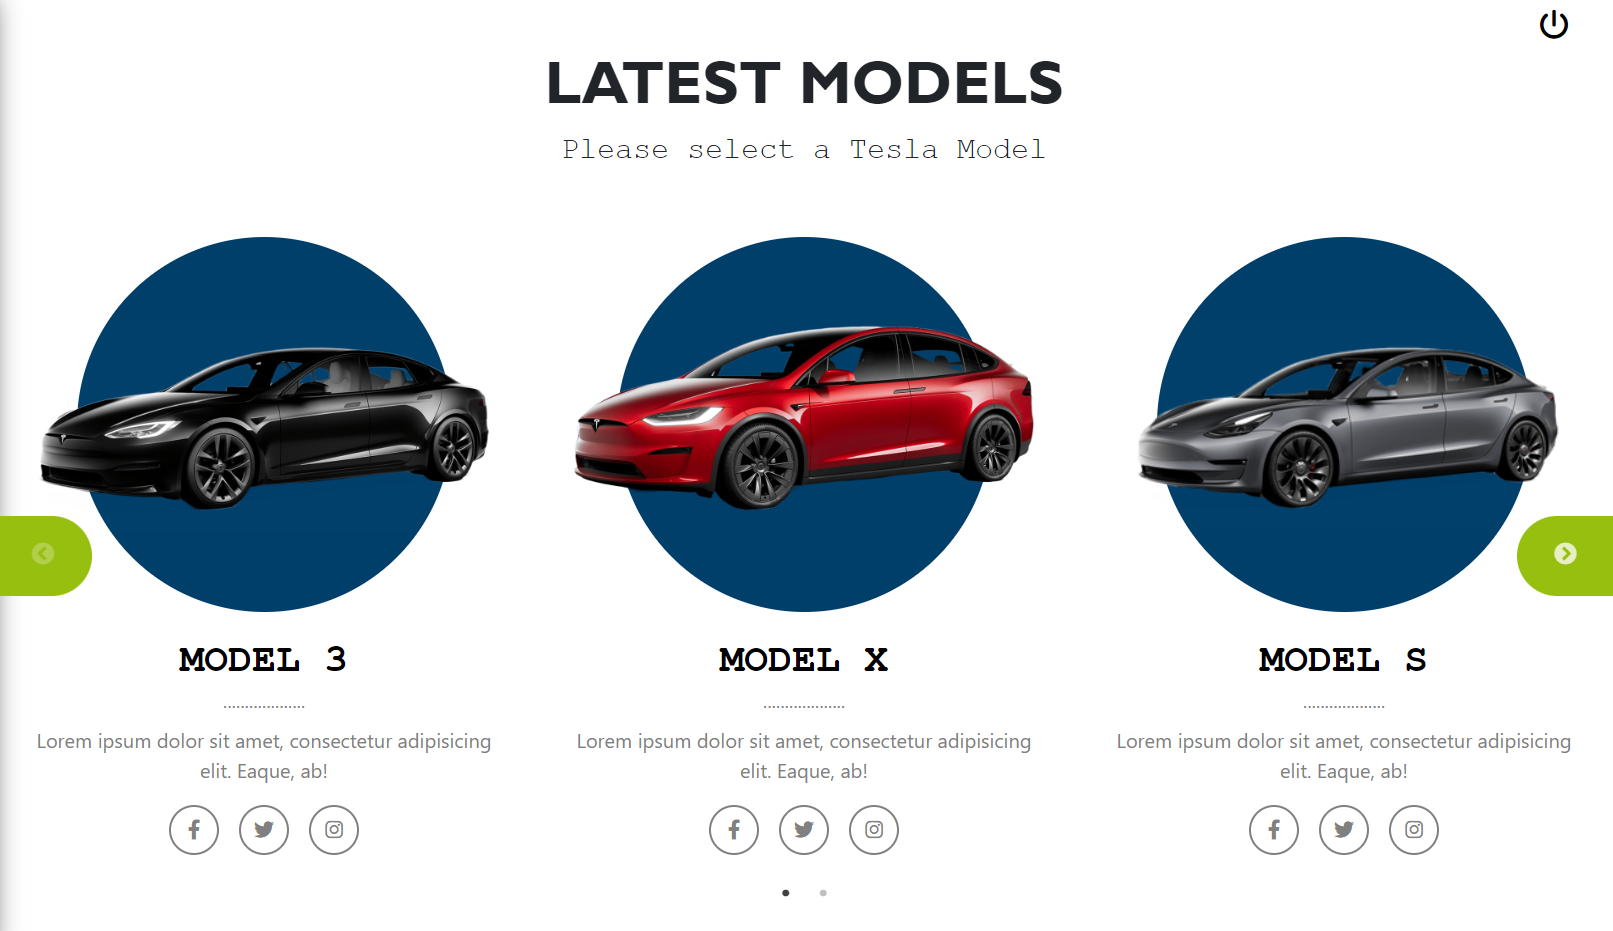 LATEST MODELS
Please select a Tesla Model
MODEL 3
...................
Lorem ipsum dolor sit amet, consectetur adipisicing
elit. Eaque, ab!
MODEL X
...................
Lorem ipsum dolor sit amet, consectetur adipisicing
elit. Eaque, ab!
MODEL S
...................
Lorem ipsum dolor sit amet, consectetur adipisicing
elit. Eaque, ab!